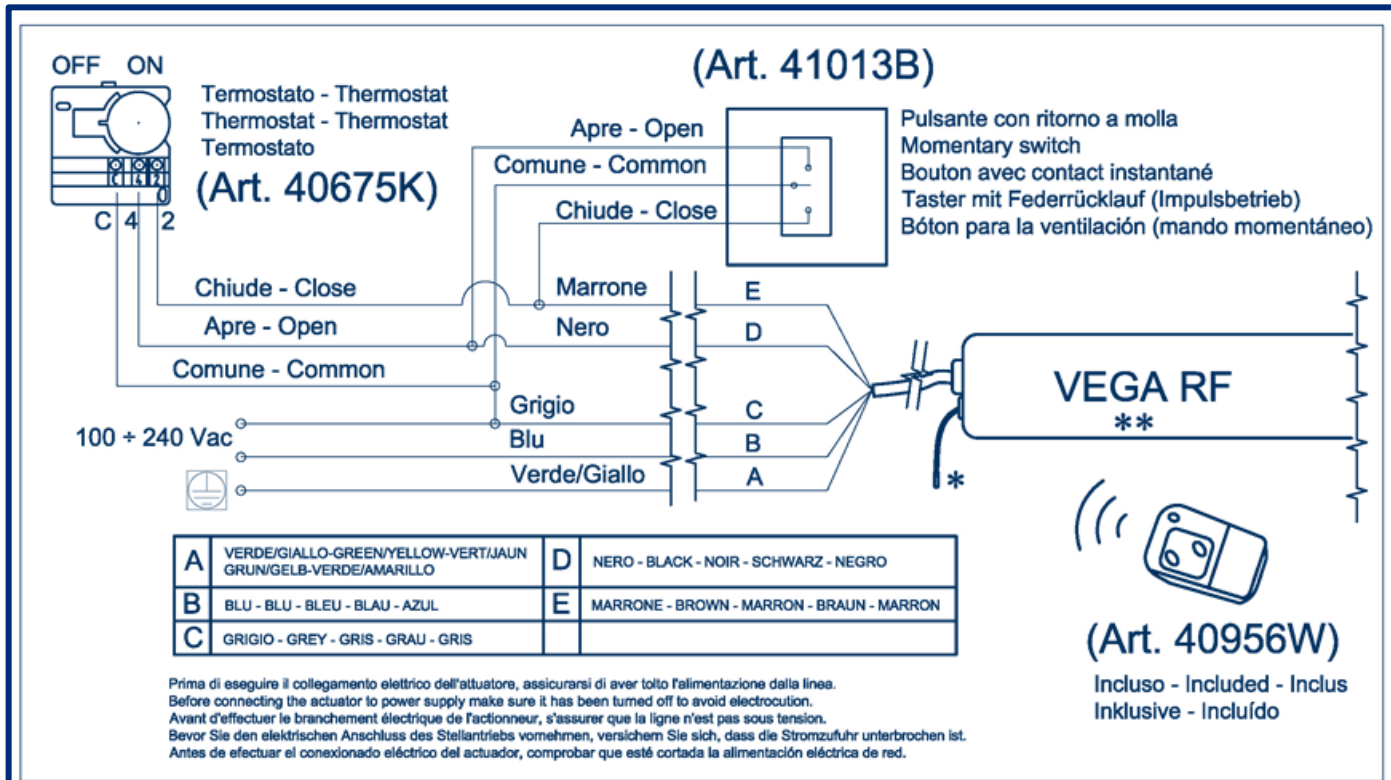 OFF ON
Termostato - Thermostat
Thermostat - Thermostat
Termostato
(Art. 40675K)
C 4 2
0
C 4 2
(Art. 41013B)
Apre - Open
Comune - Common
Chiude - Close
Pulsante con ritorno a molla
Momentary switch
Bouton avec contact instantané
Taster mit Federrücklauf (Impulsbetrieb)
Bóton para la ventilación (mando momentáneo)
Chiude - Close
Marrone
E
Apre - Open
Nero
D
Comune - Common
Grigio
C
100 ÷ 240 Vac
Blu
B
Verde/Giallo
A
VEGA RF
**
*
A VERDE/GIALLO-GREEN/YELLOW-VERT/JAUN
GRUN/GELB-VERDE/AMARILLO
D NERO - BLACK - NOIR - SCHWARZ - NEGRO
B BLU - BLU - BLEU - BLAU - AZUL
E MARRONE - BROWN - MARRON - BRAUN - MARRON
C GRIGIO - GREY - GRIS - GRAU - GRIS
(Art. 40956W)
Incluso - Included - Inclus
Inklusive - Incluído
Prima di eseguire il collegamento elettrico dell'attuatore, assicurarsi di aver tolto l'alimentazione dalla linea.
Before connecting the actuator to power supply make sure it has been turned off to avoid electrocution.
Avant d'effectuer le branchement électrique de l'actionneur, s'assurer que la ligne n'est pas sous tension.
Bevor Sie den elektrischen Anschluss des Stellantriebs vornehmen, versichern Sie sich, dass die Stromzufuhr unterbrochen ist.
Antes de efectuar el conexionado eléctrico del actuador, comprobar que esté cortada la alimentación eléctrica de red.